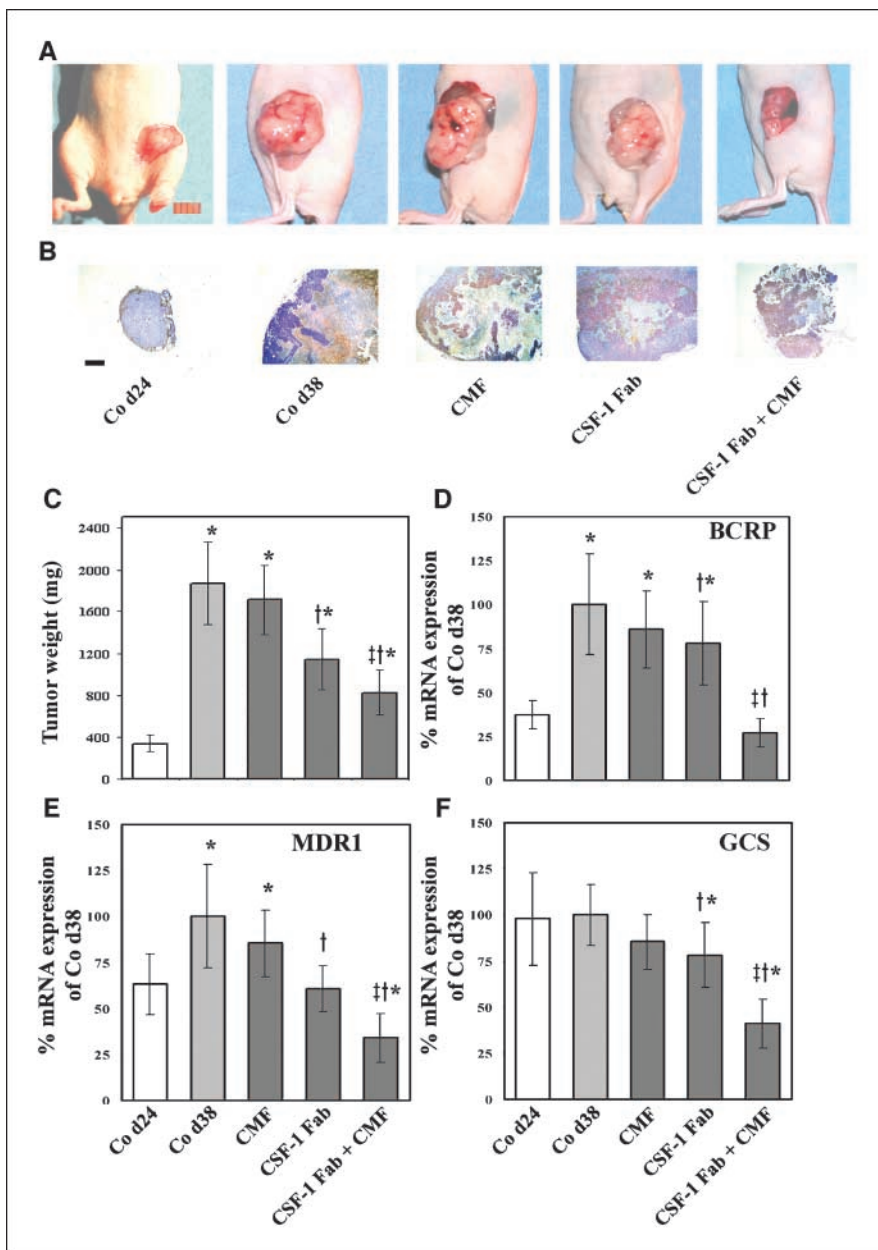 A
B
Co d24
Co d38
CMF
CSF-1 Fab
CSF-1 Fab + CMF
C
Tumor weight (mg)
2400
2000
1600
1200
800
400
0
*
*
†*
‡†*
D
BCRP
% mRNA expression
of Co d38
150
125
100
75
50
25
0
*
*
†*
‡†
E
MDR1
% mRNA expression
of Co d38
150
125
100
75
50
25
0
*
*
†
‡†*
Co d24
Co d38
CMF
CSF-1 Fab
CSF-1 Fab + CMF
F
GCS
% mRNA expression
of Co d38
150
125
100
75
50
25
0
†*
‡†*
Co d24
Co d38
CMF
CSF-1 Fab
CSF-1 Fab + CMF